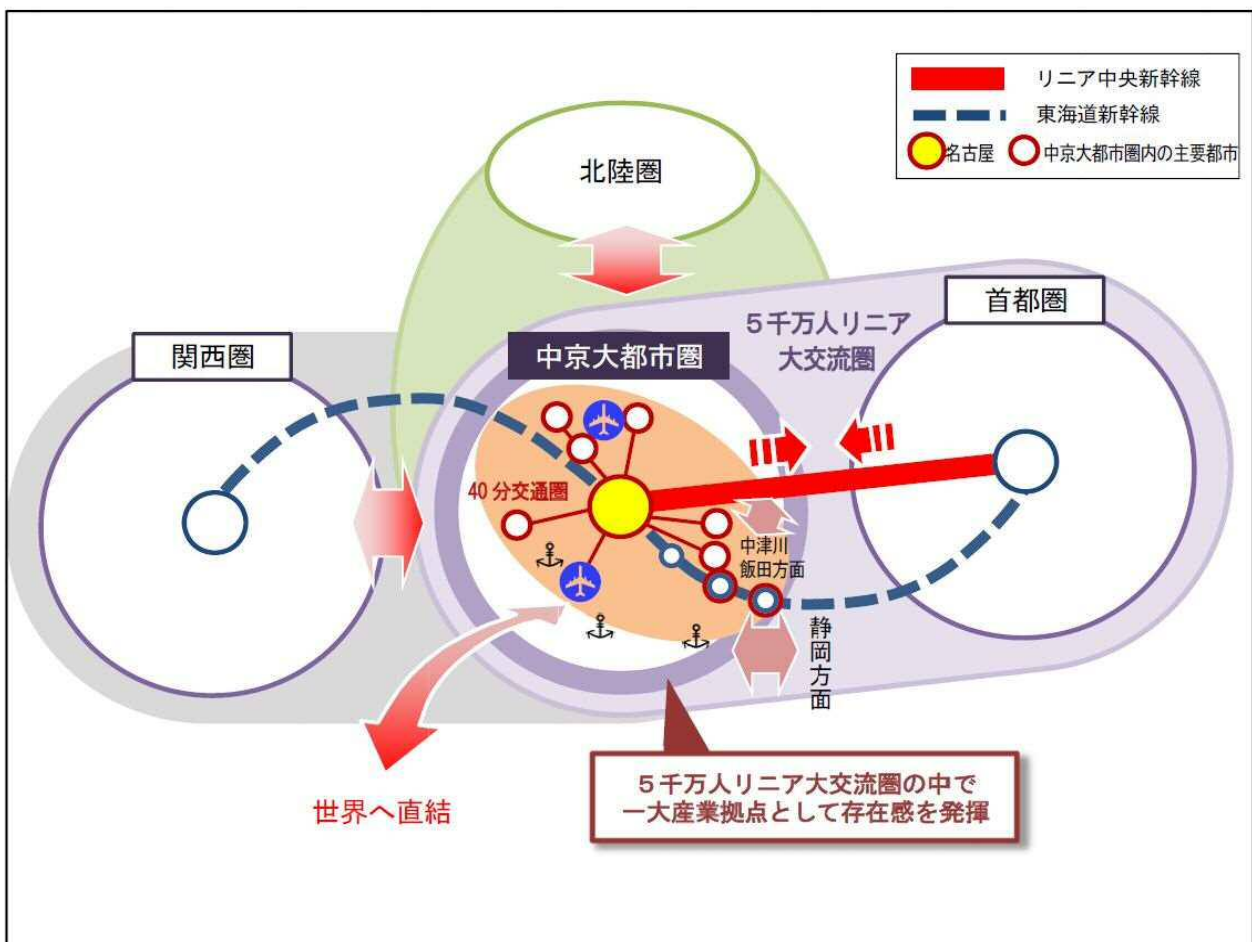 リニア中央新幹線
東海道新幹線
名古屋
中京大都市圏内の主要都市
北陸圏
首都圏
5千万人リニア
大交流圏
関西圏
中京大都市圏
40分交通圏
中津川
飯田方面
静岡方面
5千万人リニア大交流圏の中で
一大産業拠点として存在感を発揮
世界へ直結